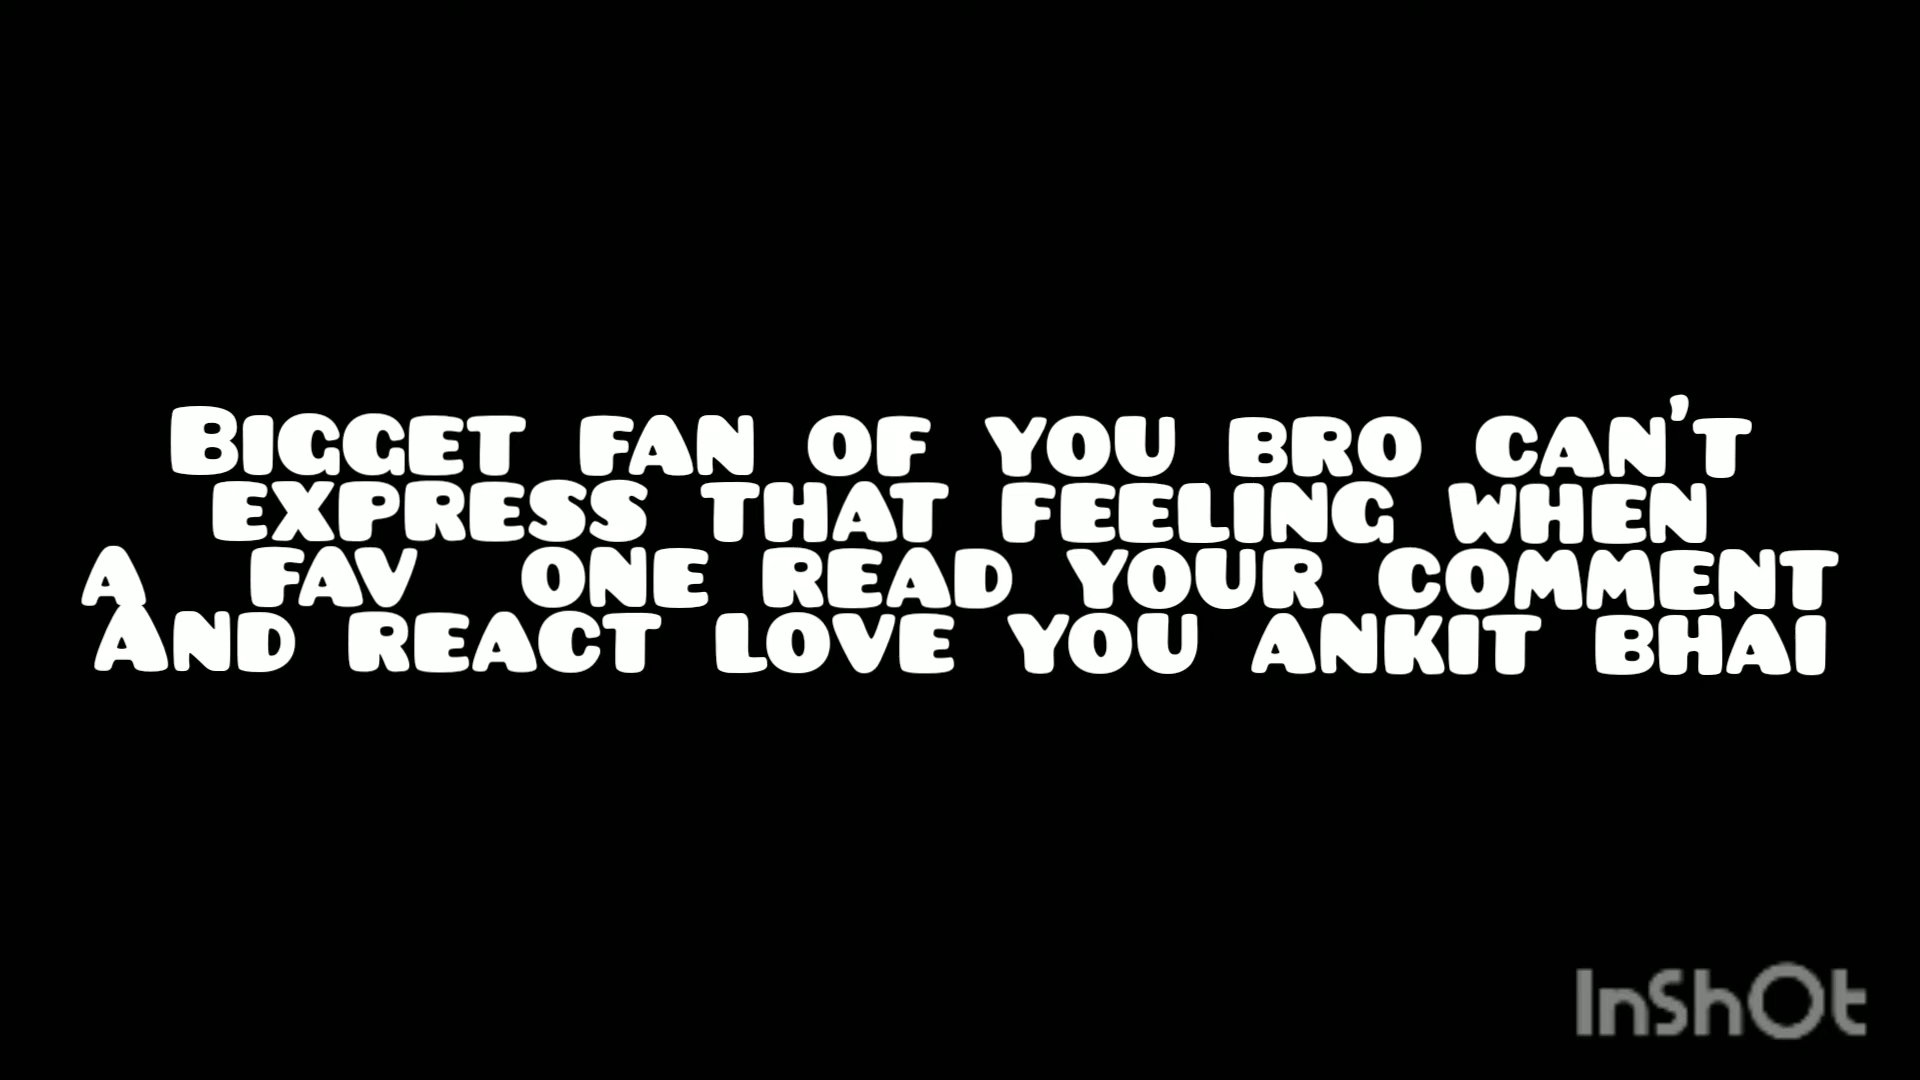 Bigget fan of you bro can't
express that feeling when
a fav one read your comment
And react love you ankit bhai
InShOt